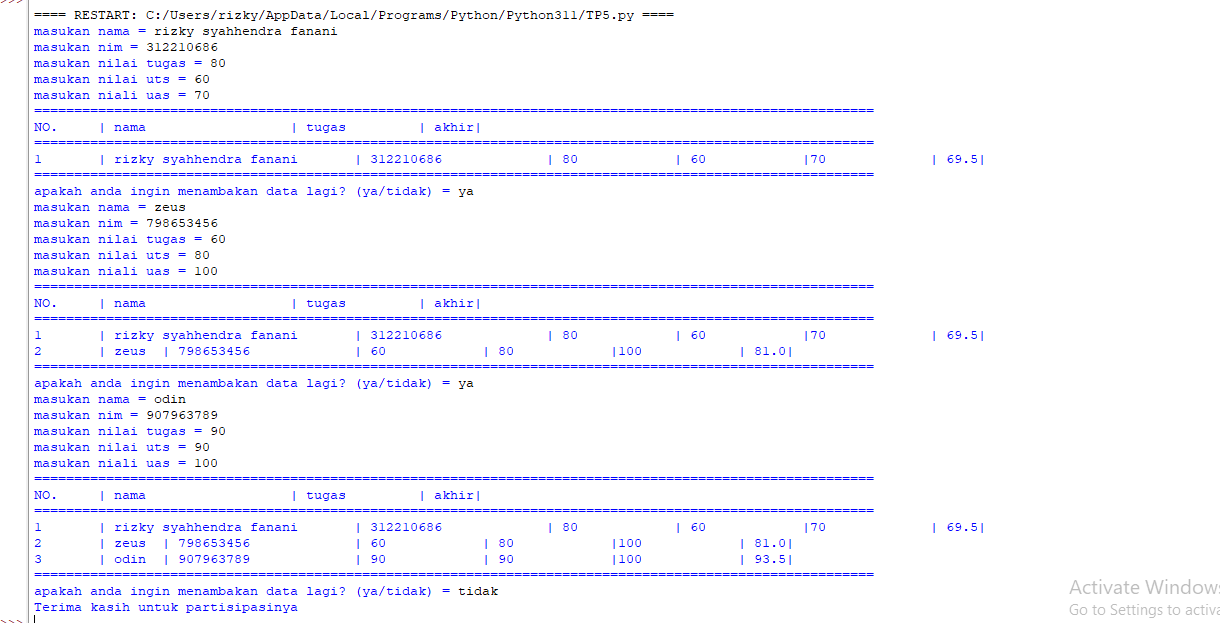 >>>
==== RESTART: C:/Users/rizky/AppData/Local/Programs/Python/Python311/TP5.py ====
masukan nama = rizky syahhendra fanani
masukan nim = 312210686
masukan nilai tugas = 80
masukan nilai uts = 60
masukan niali uas = 70
=========================================================================================================
NO. | nama | tugas | akhir|
=========================================================================================================
1 | rizky syahhendra fanani | 312210686 | 80 | 60 |70 | 69.5|
=========================================================================================================
apakah anda ingin menambakan data lagi? (ya/tidak) = ya
masukan nama = zeus
masukan nim = 798653456
masukan nilai tugas = 60
masukan nilai uts = 80
masukan niali uas = 100
=========================================================================================================
NO. | nama | tugas | akhir|
=========================================================================================================
1 | rizky syahhendra fanani | 312210686 | 80 | 60 |70 | 69.5|
2 | zeus | 798653456 | 60 | 80 |100 | 81.0|
=========================================================================================================
apakah anda ingin menambakan data lagi? (ya/tidak) = ya
masukan nama = odin
masukan nim = 907963789
masukan nilai tugas = 90
masukan nilai uts = 90
masukan niali uas = 100
=========================================================================================================
NO. | nama | tugas | akhir|
=========================================================================================================
1 | rizky syahhendra fanani | 312210686 | 80 | 60 |70 | 69.5|
2 | zeus | 798653456 | 60 | 80 |100 | 81.0|
3 | odin | 907963789 | 90 | 90 |100 | 93.5|
=========================================================================================================
apakah anda ingin menambakan data lagi? (ya/tidak) = tidak
Terima kasih untuk partisipasinya
>>>
Activate Windows
Go to Settings to activa